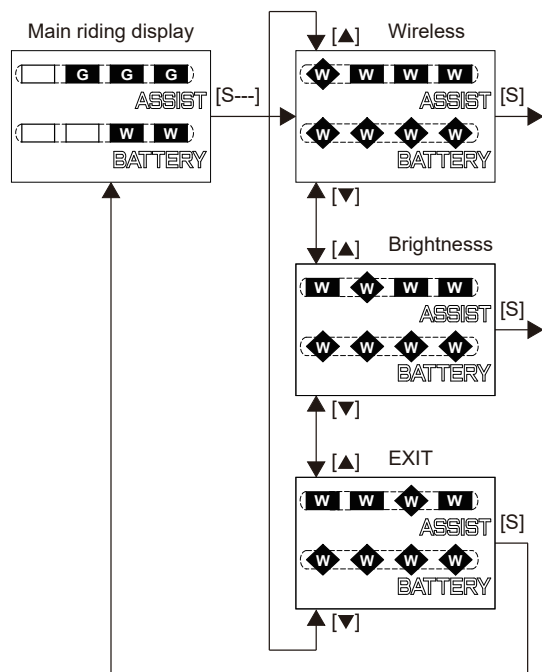 Main riding display
G G G
ASSIST
W W
BATTERY
[S---]
[▲] Wireless
W W W W
ASSIST
W W W W
BATTERY
[S]
[▼]
[▲] Brightnesss
W W W W
ASSIST
W W W W
BATTERY
[S]
[▼]
[▲] EXIT
W W W W
ASSIST
W W W W
BATTERY
[S]
[▼]